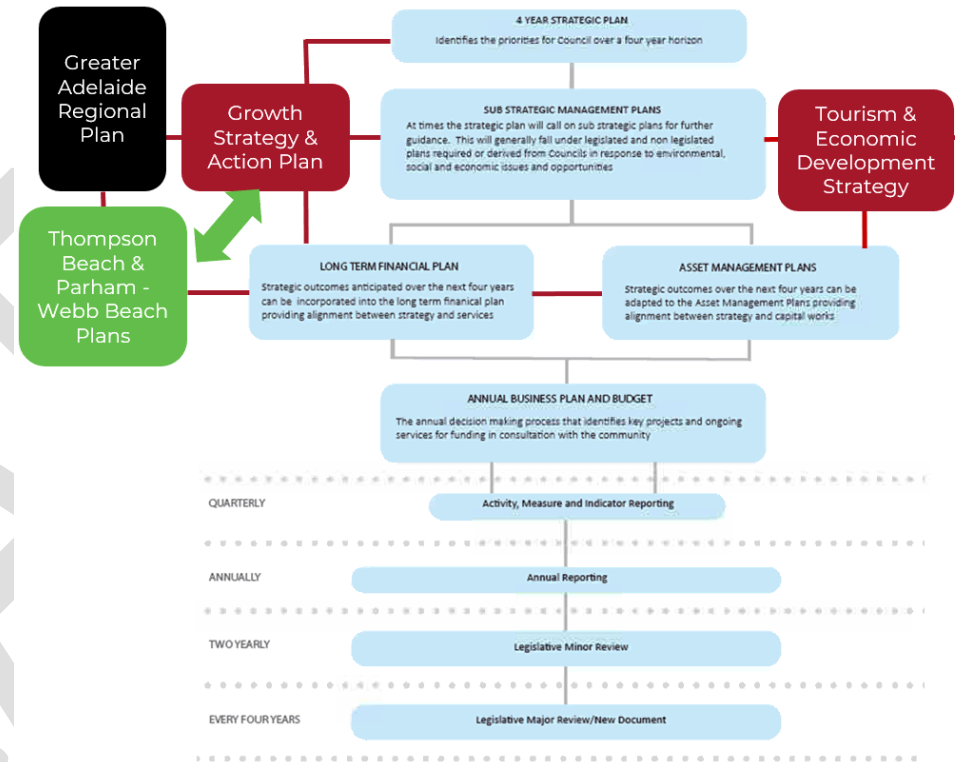 4 YEAR STRATEGIC PLAN
Identifies the priorities for Council over a four year horizon
Greater
Adelaide
Regional
Plan
Growth
Strategy &
Action Plan
SUB STRATEGIC MANAGEMENT PLANS
At times the strategic plan will call on sub strategic plans for further
guidance. This will generally fall under legislated and non legislated
plans required or derived from Councils in response to environmental,
social and economic issues and opportunities
Tourism &
Economic
Development
Strategy
Thompson
Beach &
Parham -
Webb Beach
Plans
LONG TERM FINANCIAL PLAN
Strategic outcomes anticipated over the next four years
can be incorporated into the long term finanical plan
providing alignment between strategy and services
ASSET MANAGEMENT PLANS
Strategic outcomes over the next four years can be
adapted to the Asset Management Plans providing
alignment between strategy and capital works
ANNUAL BUSINESS PLAN AND BUDGET
The annual decision making process that identifies key projects and ongoing
services for funding in consultation with the community
QUARTERLY
Activity, Measure and Indicator Reporting
ANNUALLY
Annual Reporting
TWO YEARLY
Legislative Minor Review
EVERY FOUR YEARS
Legislative Major Review/New Document